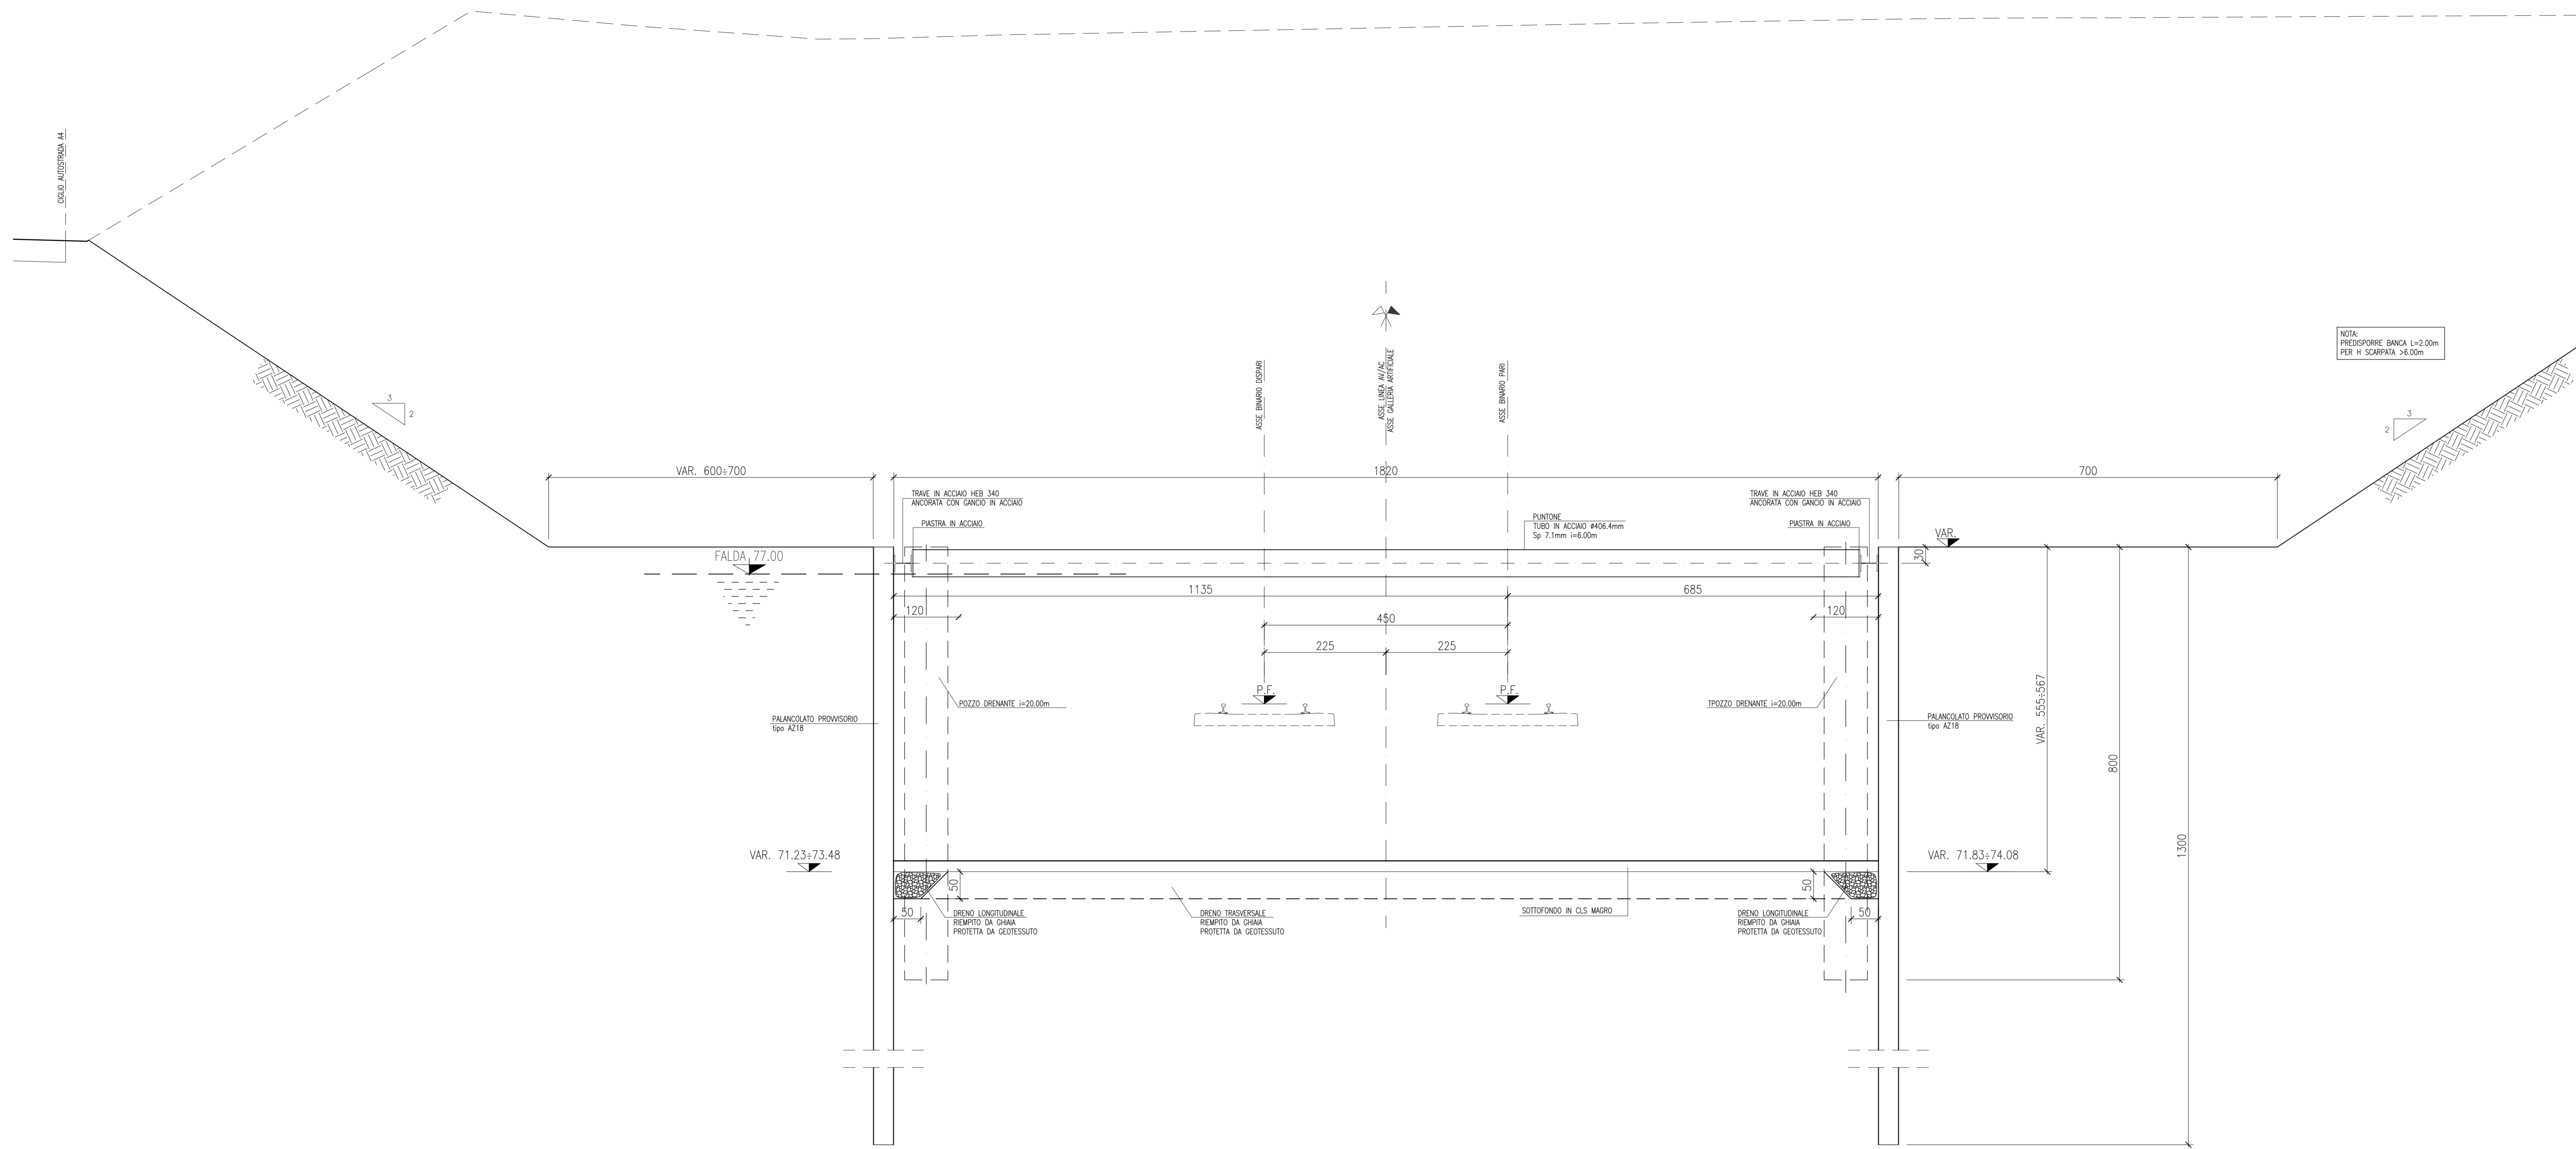 CIGLIO AUTOSTRADA A4
NOTA:
PREDISPORRE BANCA L=2.00m
PER H SCARPATA >6.00m
ASSE BINARIO DISPARI
ASSE LINEA AV/AC
ASSE GALLERIA ARTIFICIALE
ASSE BINARIO PARI
3
2
3
2
VAR. 600÷700
1820
700
TRAVE IN ACCIAIO HEB 340
ANCORATA CON GANCIO IN ACCIAIO
PIASTRA IN ACCIAIO
PUNTONE
TUBO IN ACCIAIO ø406.4mm
Sp 7.1mm i=6.00m
TRAVE IN ACCIAIO HEB 340
ANCORATA CON GANCIO IN ACCIAIO
PIASTRA IN ACCIAIO
VAR.
30
FALDA 77.00
1135
685
120
450
120
225
225
P.F.
P.F.
POZZO DRENANTE i=20.00m
TPOZZO DRENANTE i=20.00m
PALANCOLATO PROVVISORIO
tipo AZ18
PALANCOLATO PROVVISORIO
tipo AZ18
VAR. 555÷567
800
1300
VAR. 71.23÷73.48
VAR. 71.83÷74.08
50
50
50
50
DRENO LONGITUDINALE
RIEMPITO DA GHIAIA
PROTETTA DA GEOTESSUTO
DRENO TRASVERSALE
RIEMPITO DA GHIAIA
PROTETTA DA GEOTESSUTO
SOTTOFONDO IN CLS MAGRO
DRENO LONGITUDINALE
RIEMPITO DA GHIAIA
PROTETTA DA GEOTESSUTO